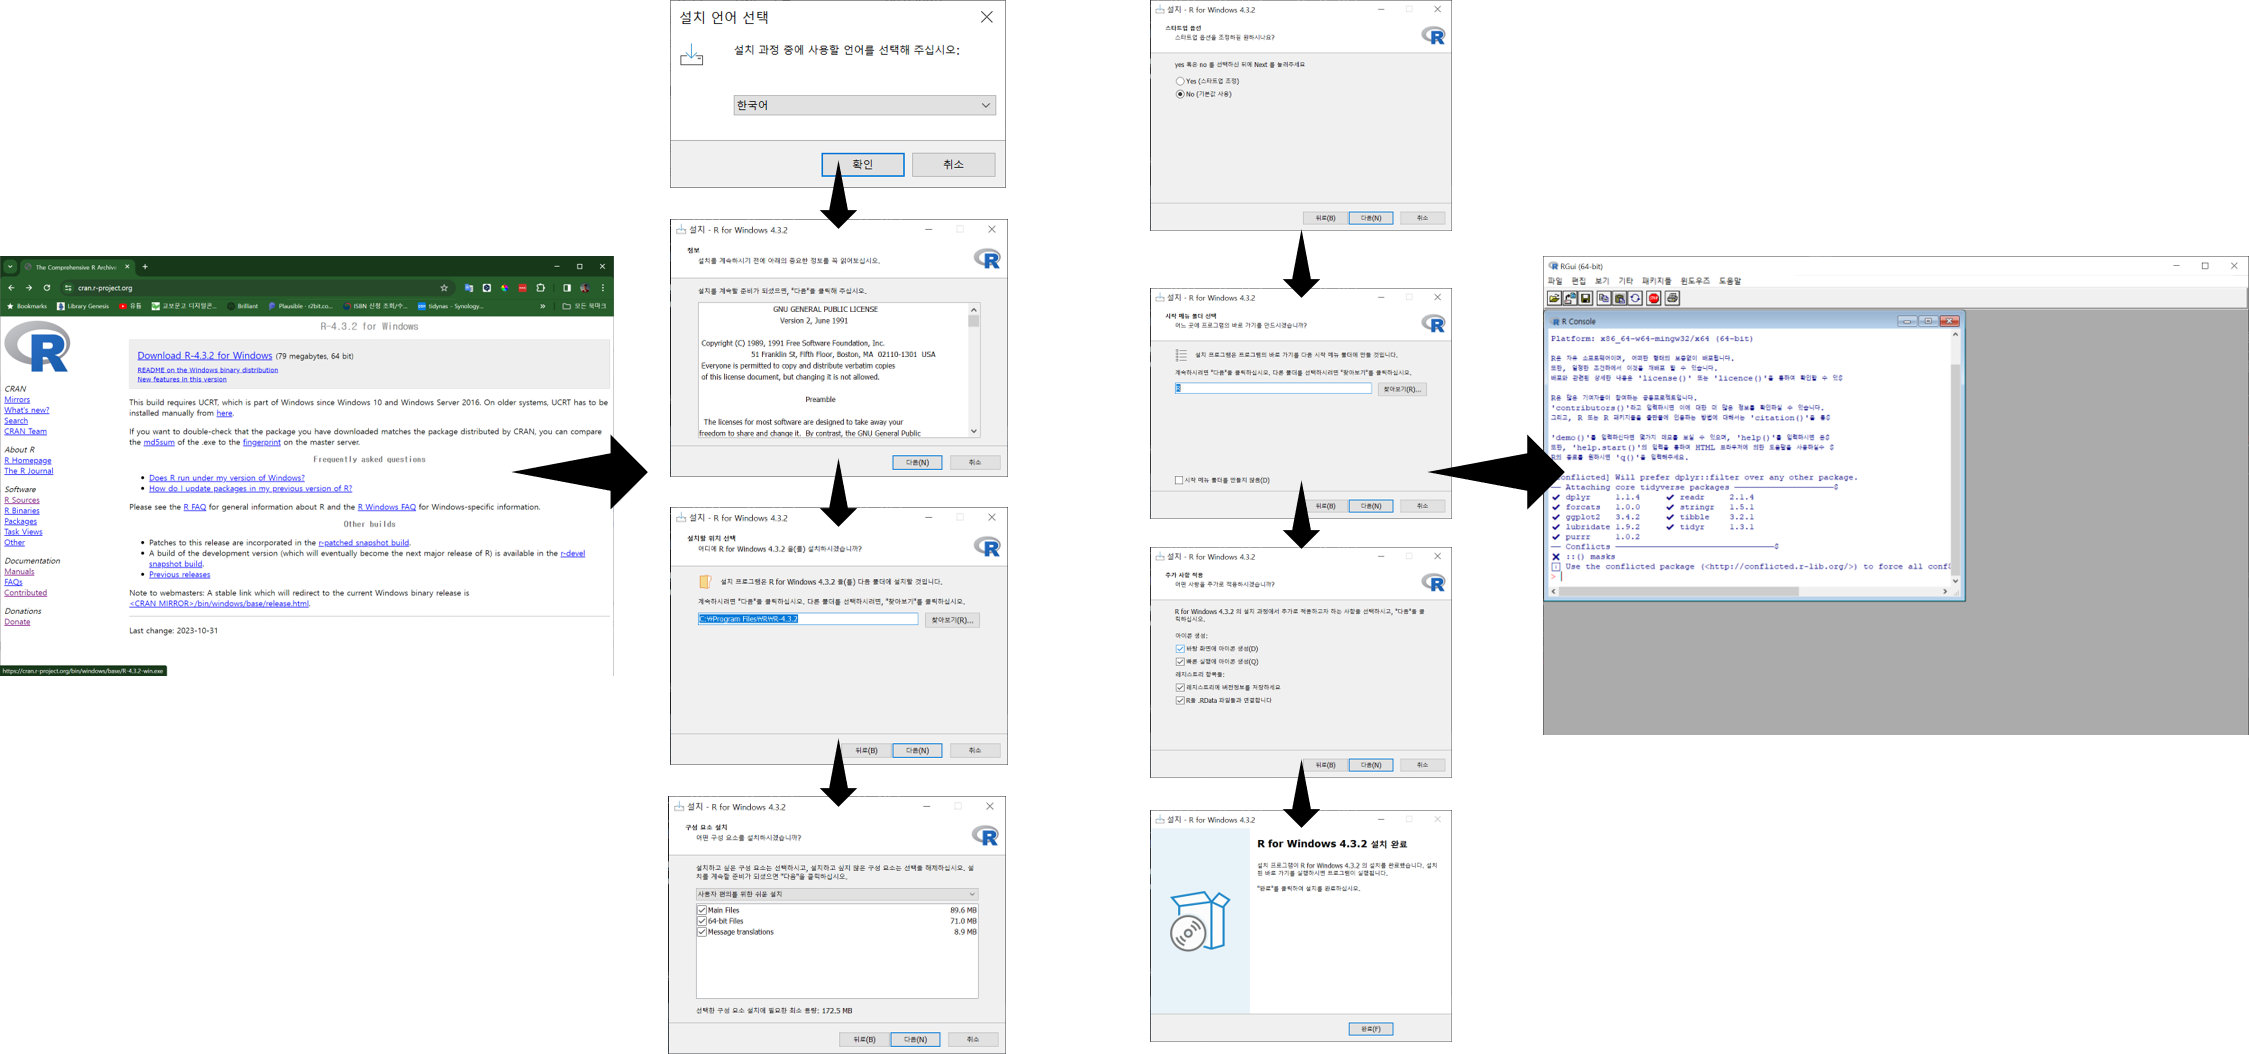 The Comprehensive R Archive
cran.r-project.org
Bookmarks
Library Genesis
유튭
교보문고 디지털콘...
Brilliant
Plausible · r2bit.co...
ISBN 신청 조회/수...
tidynas - Synology...
»
모든 북마크
R
CRAN
Mirrors
What's new?
Search
CRAN Team
About R
R Homepage
The R Journal
Software
R Sources
R Binaries
Packages
Task Views
Other
Documentation
Manuals
FAQs
Contributed
Donations
Donate
R-4.3.2 for Windows
Download R-4.3.2 for Windows (79 megabytes, 64 bit)
README on the Windows binary distribution
New features in this version
This build requires UCRT, which is part of Windows since Windows 10 and Windows Server 2016. On older systems, UCRT has to be
installed manually from here.
If you want to double-check that the package you have downloaded matches the package distributed by CRAN, you can compare
the md5sum of the .exe to the fingerprint on the master server.
Frequently asked questions
• Does R run under my version of Windows?
• How do I update packages in my previous version of R?
Please see the R FAQ for general information about R and the R Windows FAQ for Windows-specific information.
Other builds
• Patches to this release are incorporated in the r-patched snapshot build.
• A build of the development version (which will eventually become the next major release of R) is available in the r-devel
snapshot build.
• Previous releases
Note to webmasters: A stable link which will redirect to the current Windows binary release is
<CRAN MIRROR>/bin/windows/base/release.html.
Last change: 2023-10-31
https://cran.r-project.org/bin/windows/base/R-4.3.2-win.exe
설치 언어 선택
설치 과정 중에 사용할 언어를 선택해 주십시오:
한국어
확인
취소
설치 - R for Windows 4.3.2
정보
설치를 계속하시기 전에 아래의 중요한 정보를 꼭 읽어보십시오.
R
설치를 계속할 준비가 되셨으면, "다음"을 클릭해 주십시오.
GNU GENERAL PUBLIC LICENSE
Version 2, June 1991
Copyright (C) 1989, 1991 Free Software Foundation, Inc.
51 Franklin St, Fifth Floor, Boston, MA 02110-1301 USA
Everyone is permitted to copy and distribute verbatim copies
of this license document, but changing it is not allowed.
Preamble
The licenses for most software are designed to take away your
freedom to share and change it. By contrast, the GNU General Public
다음(N)
취소
설치 - R for Windows 4.3.2
설치할 위치 선택
어디에 R for Windows 4.3.2 을(를) 설치하시겠습니까?
R
설치 프로그램은 R for Windows 4.3.2 을(를) 다음 폴더에 설치할 것입니다.
계속하시려면 "다음"을 클릭하십시오. 다른 폴더를 선택하시려면, "찾아보기"를 클릭하십시오.
C:₩Program Files₩R₩R-4.3.2
찾아보기(R)...
뒤로(B)
다음(N)
취소
설치 - R for Windows 4.3.2
구성 요소 설치
어떤 구성 요소를 설치하시겠습니까?
R
설치하고 싶은 구성 요소는 선택하시고, 설치하고 싶지 않은 구성 요소는 선택을 해제하십시오. 설
치를 계속할 준비가 되셨으면 "다음"을 클릭하십시오.
사용자 편의를 위한 쉬운 설치
Main Files 89.6 MB
64-bit Files 71.0 MB
Message translations 8.9 MB
선택한 구성 요소 설치에 필요한 최소 용량: 172.5 MB
뒤로(B)
다음(N)
취소
설치 - R for Windows 4.3.2
스타트업 옵션
스타트업 옵션을 조정하길 원하시나요?
R
yes 혹은 no 를 선택하신 뒤에 Next 를 눌러주세요
Yes (스타트업 조정)
No (기본값 사용)
뒤로(B)
다음(N)
취소
설치 - R for Windows 4.3.2
시작 메뉴 폴더 선택
어느 곳에 프로그램의 바로 가기를 만드시겠습니까?
R
설치 프로그램은 프로그램의 바로 가기를 다음 시작 메뉴 폴더에 만들 것입니다.
계속하시려면 "다음"을 클릭하십시오. 다른 폴더를 선택하시려면 "찾아보기"를 클릭하십시오.
R
찾아보기(R)...
시작 메뉴 폴더를 만들지 않음(D)
뒤로(B)
다음(N)
취소
설치 - R for Windows 4.3.2
추가 사항 적용
어떤 사항을 추가로 적용하시겠습니까?
R
R for Windows 4.3.2 의 설치 과정에서 추가로 적용하고자 하는 사항을 선택하시고, "다음"을 클
릭하십시오.
아이콘 생성:
바탕 화면에 아이콘 생성(D)
빠른 실행에 아이콘 생성(Q)
레지스트리 항목들:
레지스트리에 버전정보를 저장하세요
R을 .RData 파일들과 연결합니다
뒤로(B)
다음(N)
취소
설치 - R for Windows 4.3.2
R for Windows 4.3.2 설치 완료
설치 프로그램이 R for Windows 4.3.2 의 설치를 완료했습니다. 설치
된 바로 가기를 실행하시면 프로그램이 실행됩니다.
"완료"를 클릭하여 설치를 완료하십시오.
완료(F)
RGui (64-bit)
파일 편집 보기 기타 패키지들 윈도우즈 도움말
STOP
R Console
Platform: x86_64-w64-mingw32/x64 (64-bit)
R은 자유 소프트웨어이며, 어떠한 형태의 보증없이 배포됩니다.
또한, 일정한 조건하에서 이것을 재배포 할 수 있습니다.
배포와 관련된 상세한 내용은 'license()' 또는 'licence()'을 통하여 확인할 수 있$
R은 많은 기여자들이 참여하는 공동프로젝트입니다.
'contributors()'라고 입력하시면 이에 대한 더 많은 정보를 확인하실 수 있습니다.
그리고, R 또는 R 패키지들을 출판물에 인용하는 방법에 대해서는 'citation()'을 통$
'demo()'를 입력하신다면 몇가지 데모를 보실 수 있으며, 'help()'를 입력하시면 온$
또한, 'help.start()'의 입력을 통하여 HTML 브라우저에 의한 도움말을 사용하실수 $
R의 종료를 원하시면 'q()'을 입력해주세요.
conflicted] Will prefer dplyr::filter over any other package.
── Attaching core tidyverse packages ──$
✔ dplyr 1.1.4 ✔ readr 2.1.4
✔ forcats 1.0.0 ✔ stringr 1.5.1
✔ ggplot2 3.4.2 ✔ tibble 3.2.1
✔ lubridate 1.9.2 ✔ tidyr 1.3.1
✔ purrr 1.0.2
── Conflicts ──$
✖ ::() masks
i Use the conflicted package (<http://conflicted.r-lib.org/>) to force all conf$
>